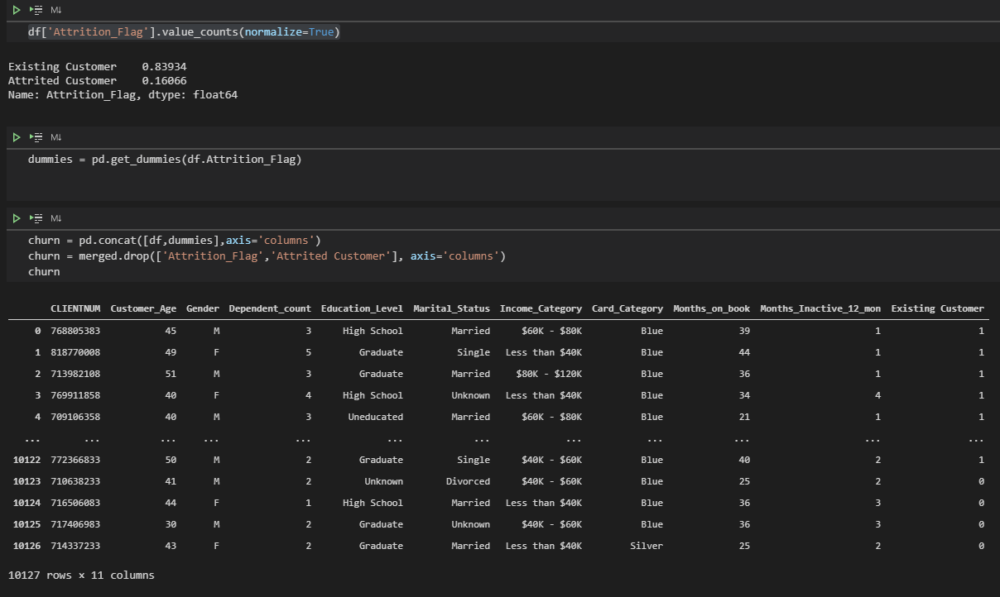 M↓
df['Attrition_Flag'].value_counts(normalize=True)
Existing Customer    0.83934
Attrited Customer    0.16066
Name: Attrition_Flag, dtype: float64
M↓
dummies = pd.get_dummies(df.Attrition_Flag)
M↓
churn = pd.concat([df,dummies],axis='columns')
churn = merged.drop(['Attrition_Flag','Attrited Customer'], axis='columns')
churn
CLIENTNUM Customer_Age Gender Dependent_count Education_Level Marital_Status Income_Category Card_Category Months_on_book Months_Inactive_12_mon Existing Customer
0 768805383 45 M 3 High School Married $60K - $80K Blue 39 1 1
1 818770008 49 F 5 Graduate Single Less than $40K Blue 44 1 1
2 713982108 51 M 3 Graduate Married $80K - $120K Blue 36 1 1
3 769911858 40 F 4 High School Unknown Less than $40K Blue 34 4 1
4 709106358 40 M 3 Uneducated Married $60K - $80K Blue 21 1 1
... ... ... ... ... ... ... ... ... ... ... ...
10122 772366833 50 M 2 Graduate Single $40K - $60K Blue 40 2 1
10123 710638233 41 M 2 Unknown Divorced $40K - $60K Blue 25 2 0
10124 716506083 44 F 1 High School Married Less than $40K Blue 36 3 0
10125 717406983 30 M 2 Graduate Unknown $40K - $60K Blue 36 3 0
10126 714337233 43 F 2 Graduate Married Less than $40K Silver 25 2 0
10127 rows × 11 columns